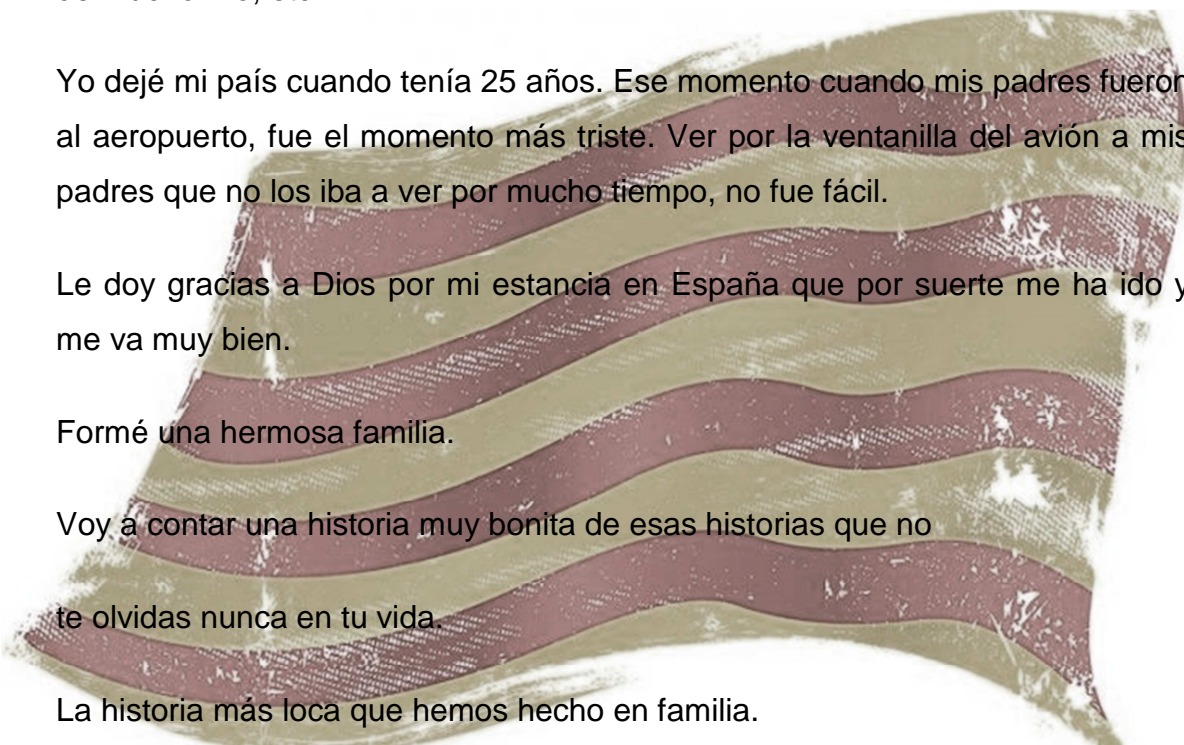 Yo dejé mi país cuando tenía 25 años. Ese momento cuando mis padres fueron
al aeropuerto, fue el momento más triste. Ver por la ventanilla del avión a mis
padres que no los iba a ver por mucho tiempo, no fue fácil.
Le doy gracias a Dios por mi estancia en España que por suerte me ha ido y
me va muy bien.
Formé una hermosa familia.
Voy a contar una historia muy bonita de esas historias que no
te olvidas nunca en tu vida.
La historia más loca que hemos hecho en familia.